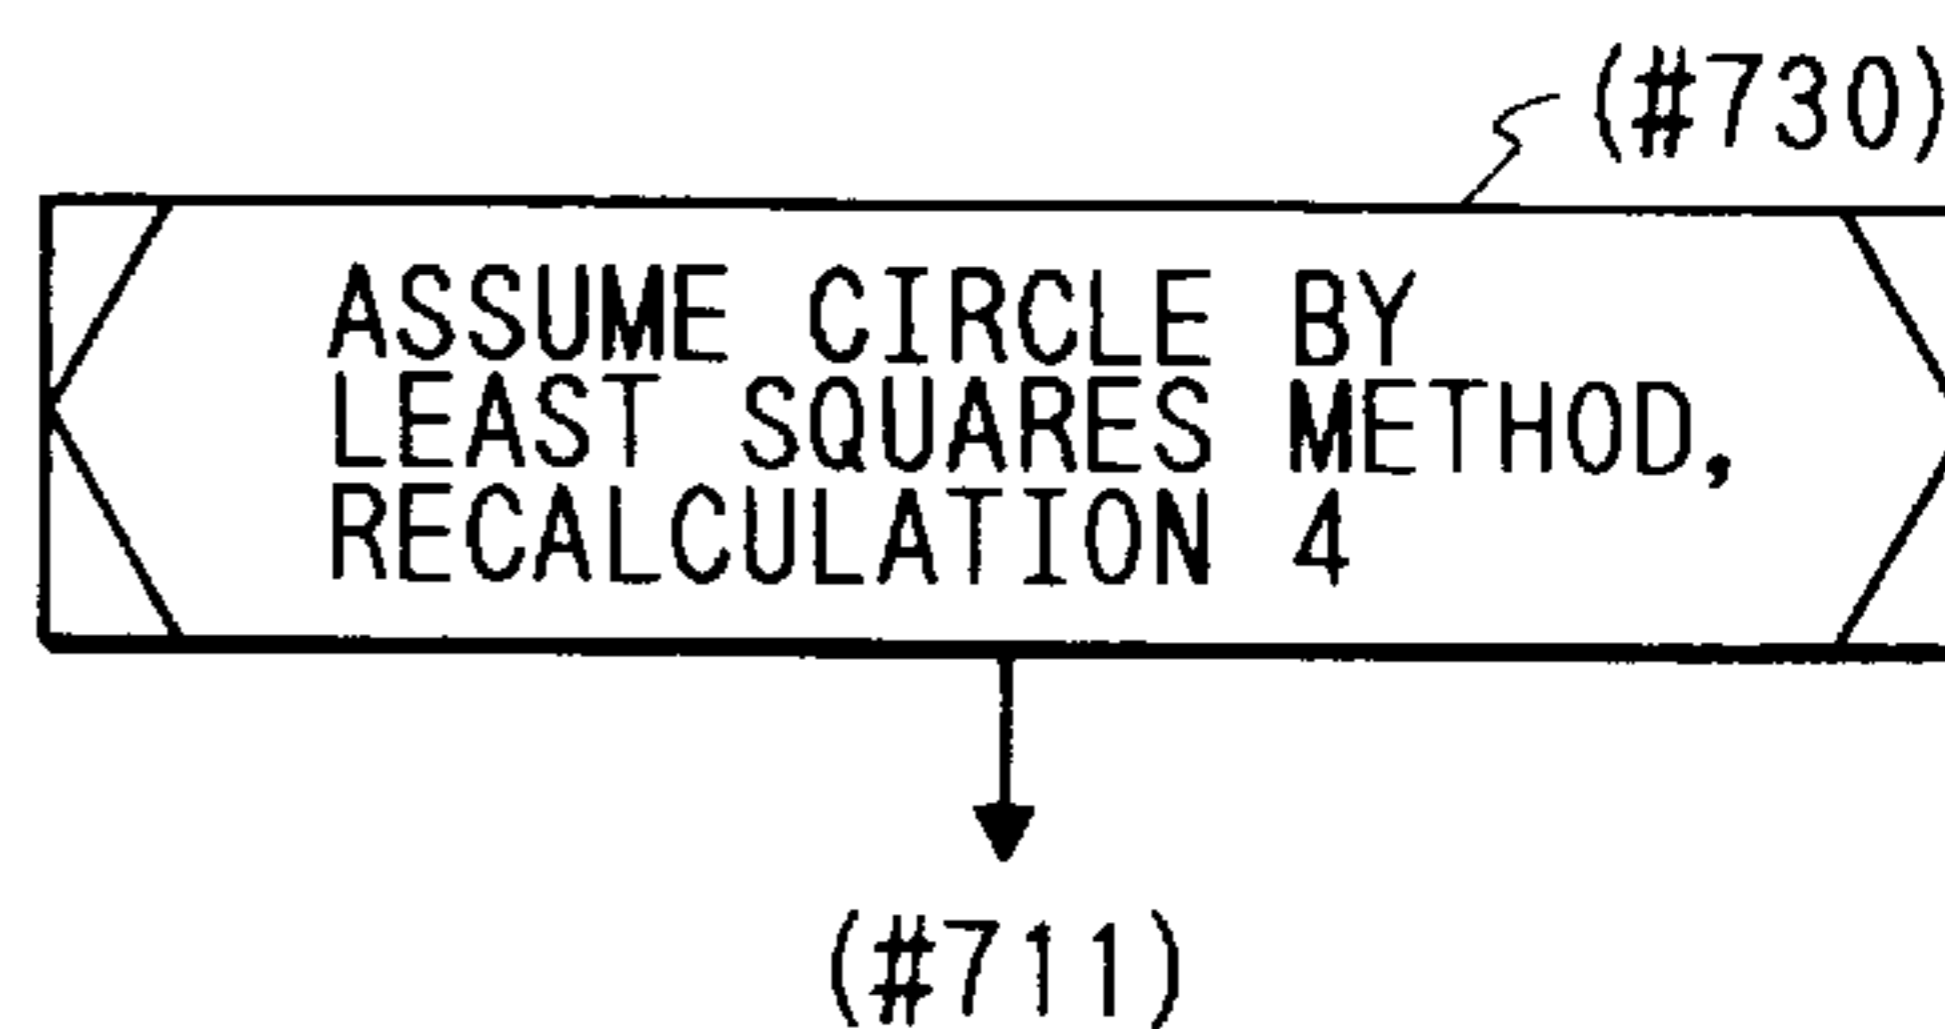 (#730)
ASSUME CIRCLE BY
LEAST SQUARES METHOD,
RECALCULATION 4
(#711)